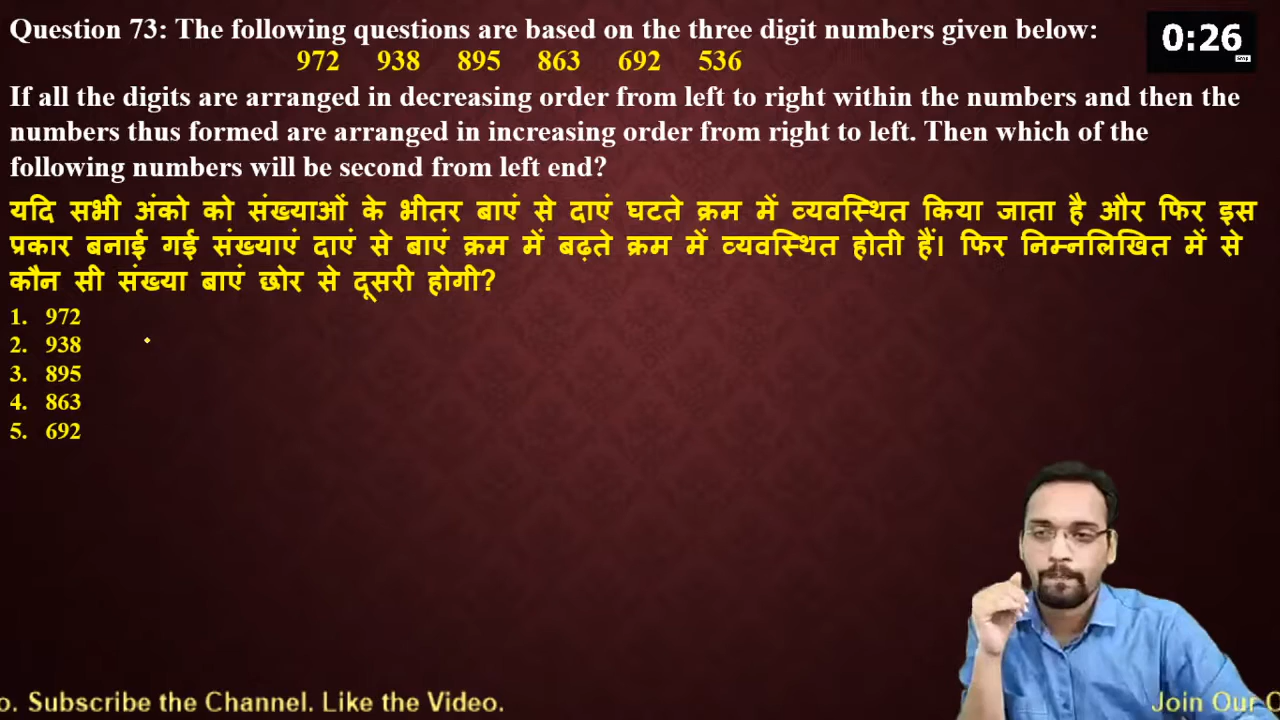 Question 73: The following questions are based on the three digit numbers given below:
0:26
972 938 895 863 692 536
If all the digits are arranged in decreasing order from left to right within the numbers and then the
numbers thus formed are arranged in increasing order from right to left. Then which of the
following numbers will be second from left end?
यदि सभी अंको को संख्याओं के भीतर बाएं से दाएं घटते क्रम में व्यवस्थित किया जाता है और फिर इस
प्रकार बनाई गई संख्याएं दाएं से बाएं क्रम में बढ़ते क्रम में व्यवस्थित होती हैं। फिर निम्नलिखित में से
कौन सी संख्या बाएं छोर से दूसरी होगी?
1. 972
2. 938
3. 895
4. 863
5. 692
o. Subscribe the Channel. Like the Video.
Join Our